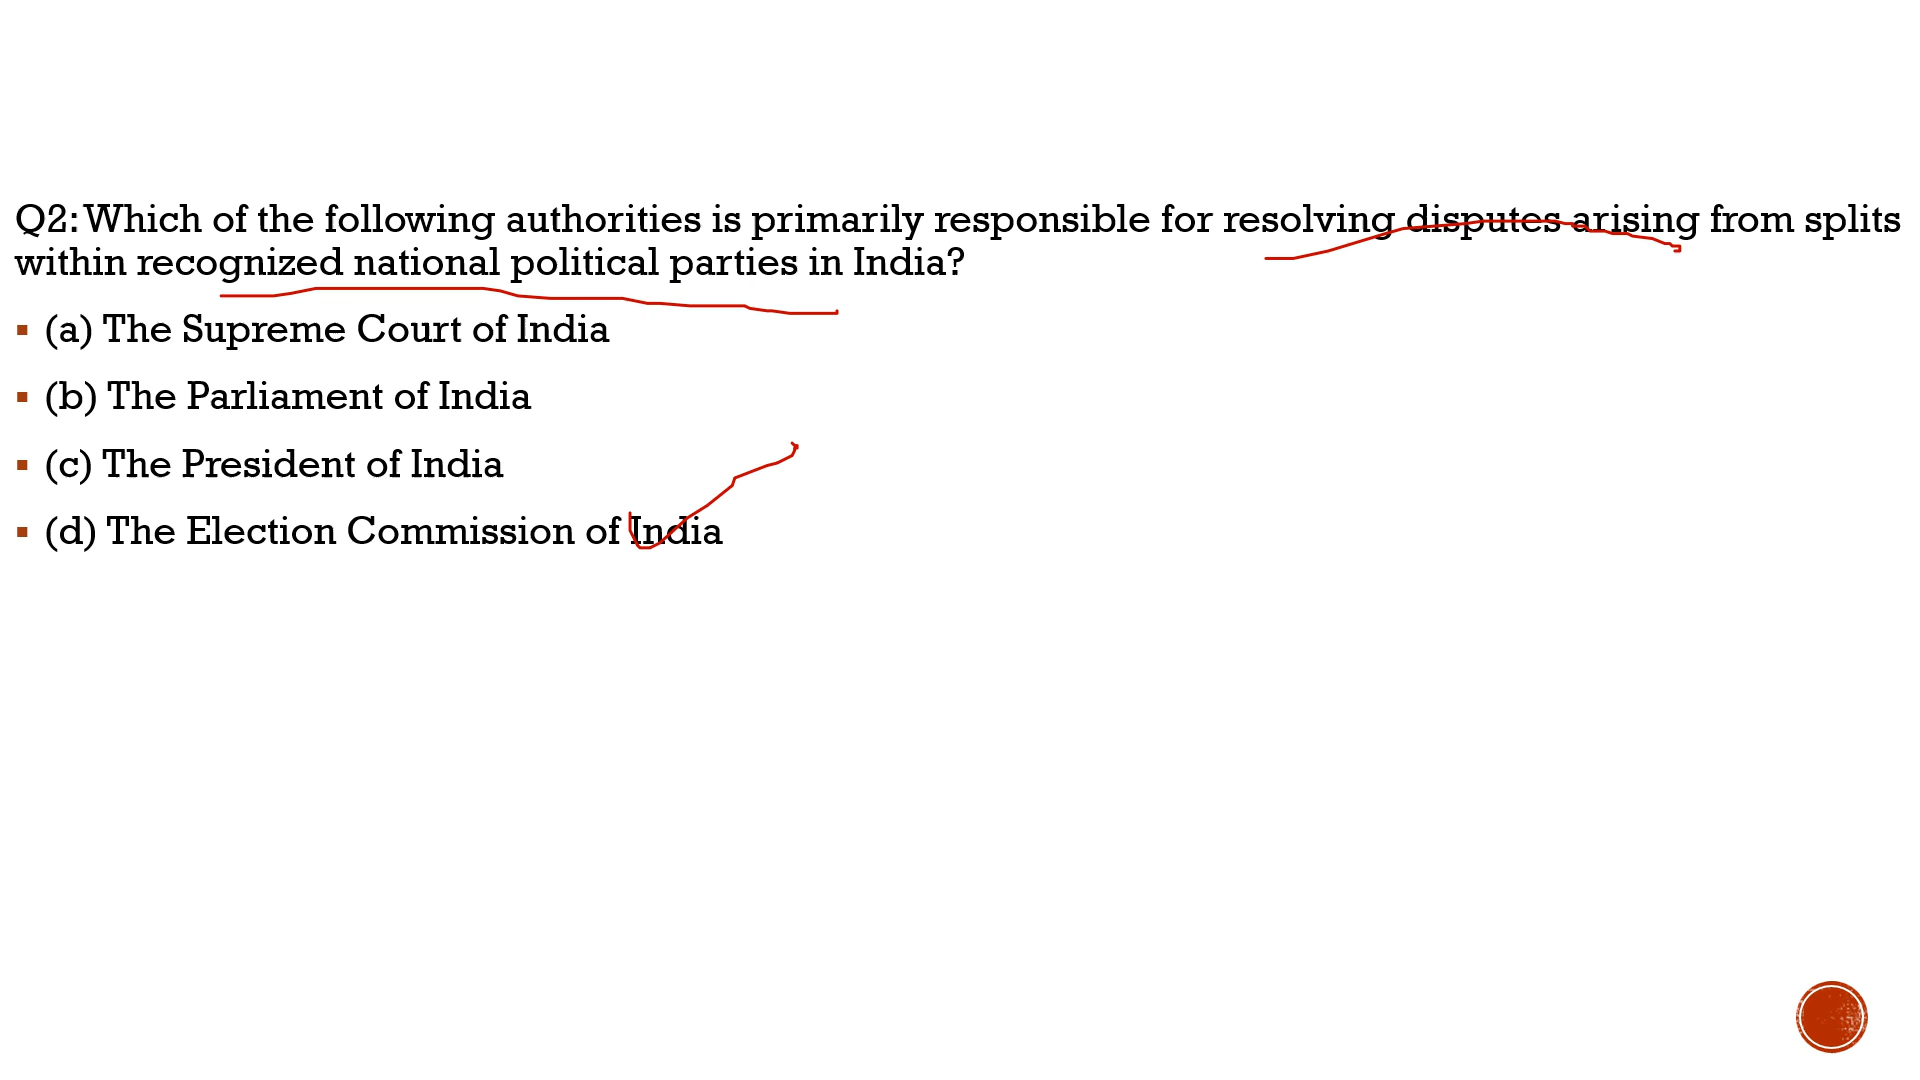 Q2: Which of the following authorities is primarily responsible for resolving disputes arising from splits
within recognized national political parties in India?
▪ (a) The Supreme Court of India
▪ (b) The Parliament of India
▪ (c) The President of India
▪ (d) The Election Commission of India